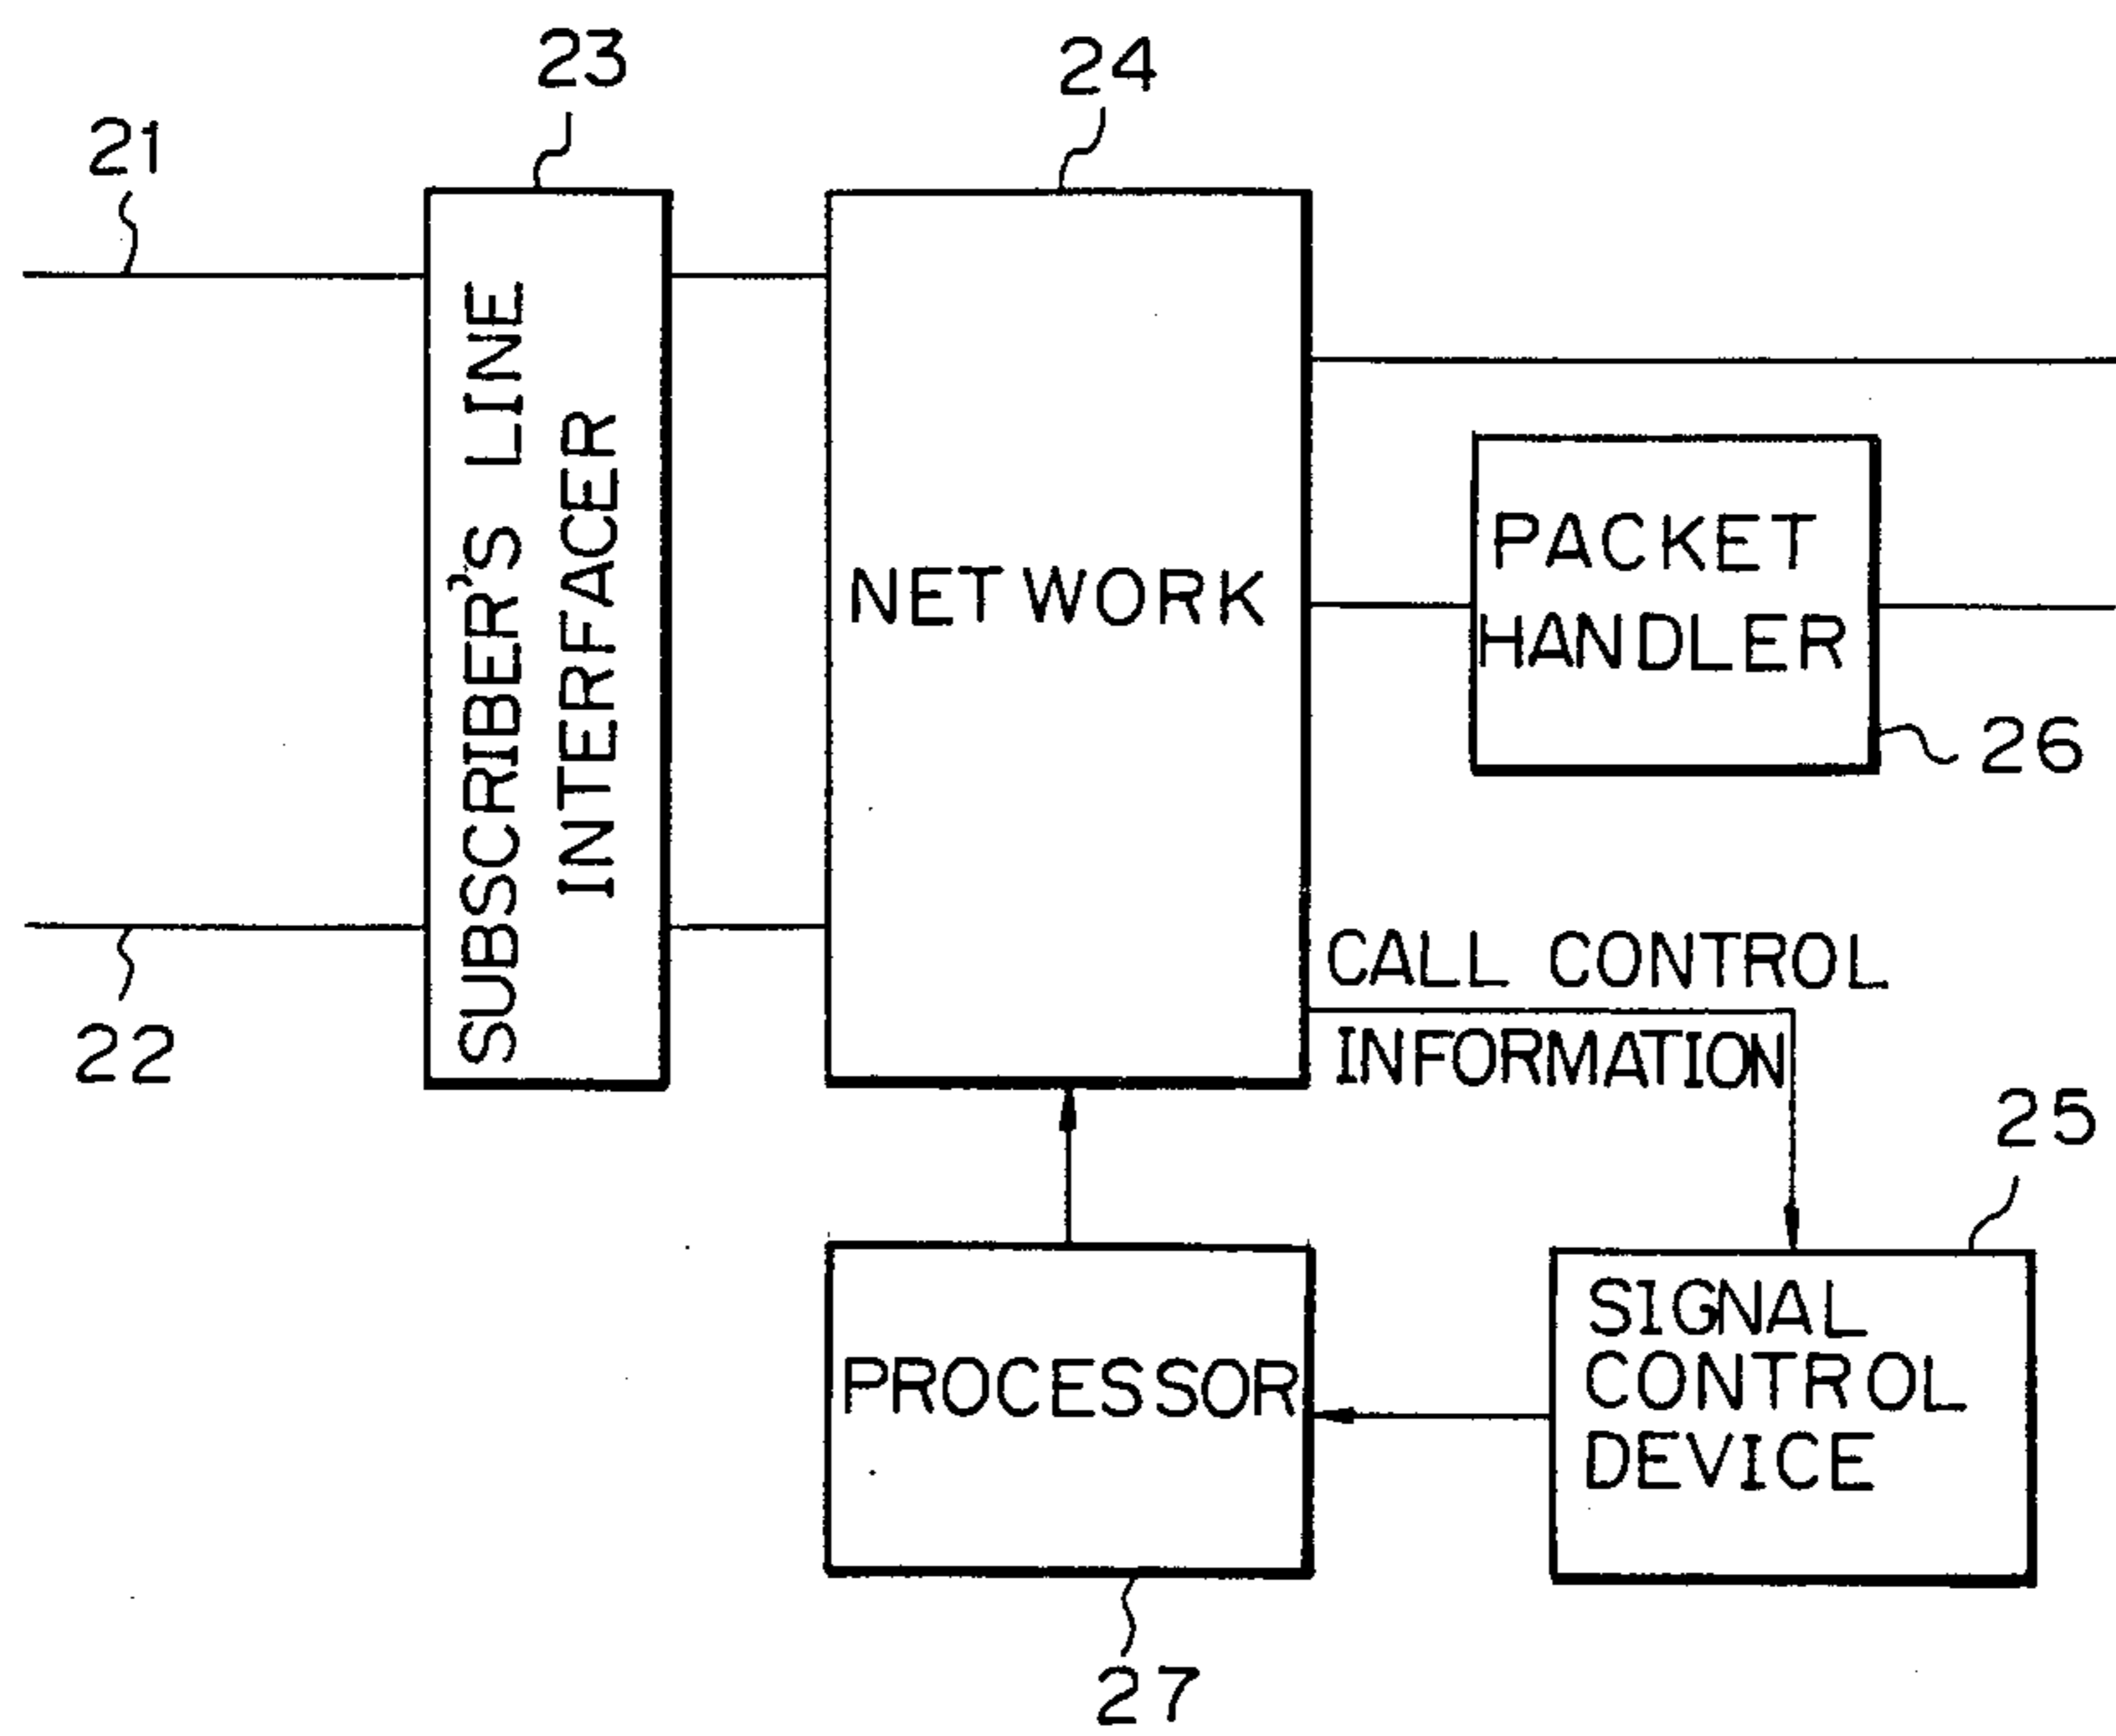 23
24
21
SUBSCRIBER'S LINE
INTERFACER
NETWORK
PACKET
HANDLER
26
CALL CONTROL
INFORMATION
22
25
PROCESSOR
SIGNAL
CONTROL
DEVICE
27